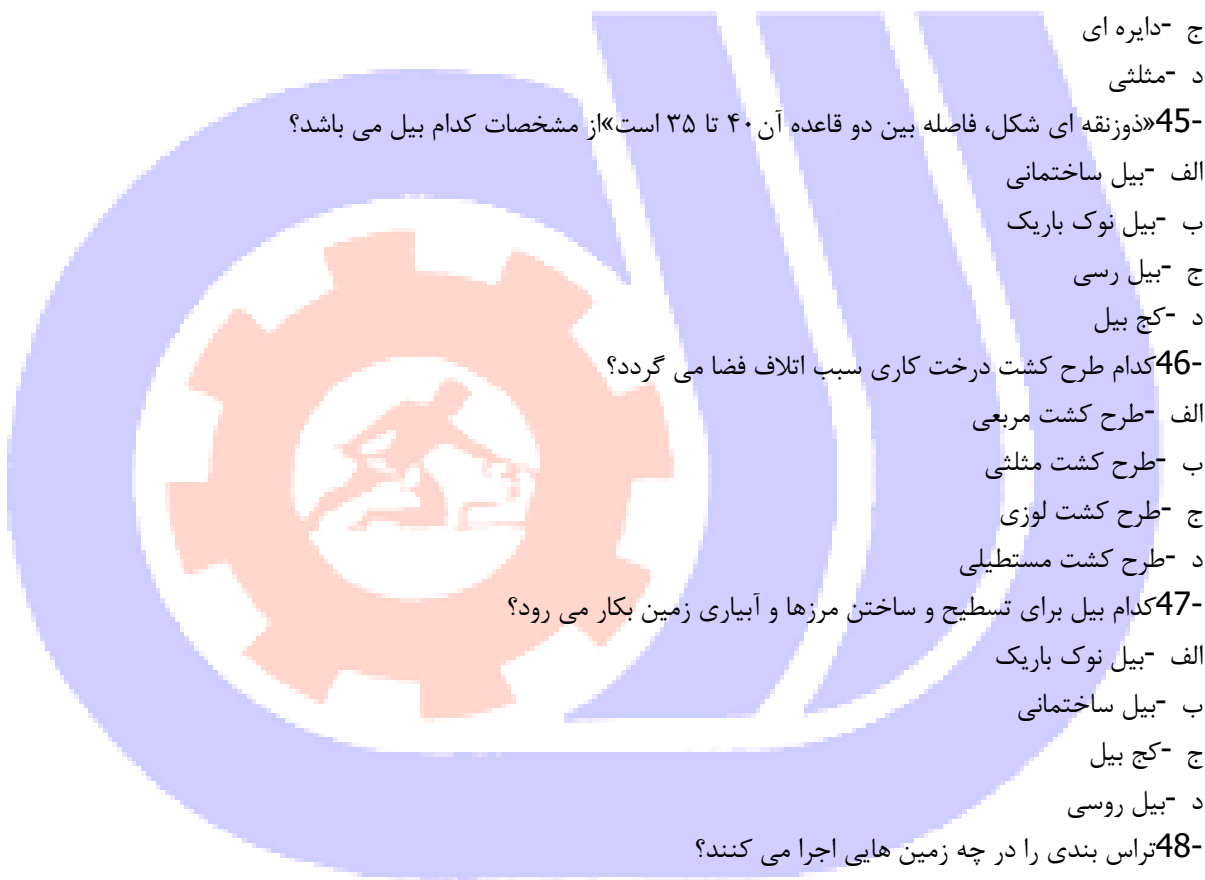 ج -دایره ای
د -مثلثی
45-«ذوزنقه ای شکل، فاصله بین دو قاعده آن۴۰ تا ۳۵ است»از مشخصات کدام بیل می باشد؟
الف -بیل ساختمانی
ب -بیل نوک باریک
ج -بیل رسی
د -کج بیل
46-کدام طرح کشت درخت کاری سبب اتلاف فضا می گردد؟
الف -طرح کشت مربعی
ب -طرح کشت مثلثی
ج -طرح کشت لوزی
د -طرح کشت مستطیلی
47-کدام بیل برای تسطیح و ساختن مرزها و آبیاری زمین بکار می رود؟
الف -بیل نوک باریک
ب -بیل ساختمانی
ج -کج بیل
د -بیل روسی
48-تراس بندی را در چه زمین هایی اجرا می کنند؟